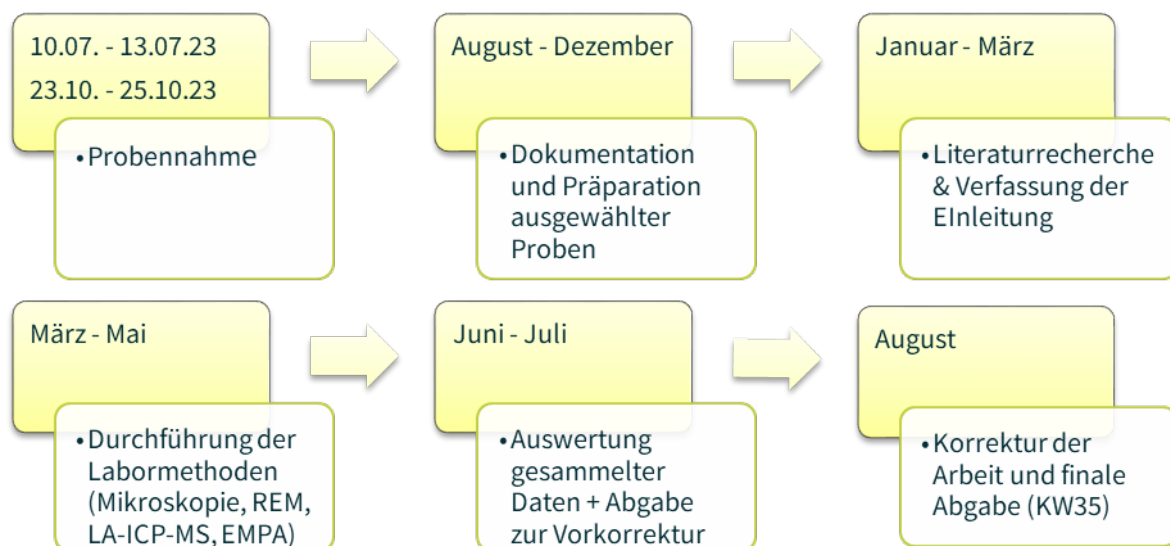 10.07. - 13.07.23
23.10. - 25.10.23
•Probennahme
August - Dezember
•Dokumentation
und Präparation
ausgewählter
Proben
Januar - März
•Literaturrecherche
& Verfassung der
EInleitung
März - Mai
•Durchführung der
Labormethoden
(Mikroskopie, REM,
LA-ICP-MS, EMPA)
Juni - Juli
•Auswertung
gesammelter
Daten + Abgabe
zur Vorkorrektur
August
•Korrektur der
Arbeit und finale
Abgabe (KW35)